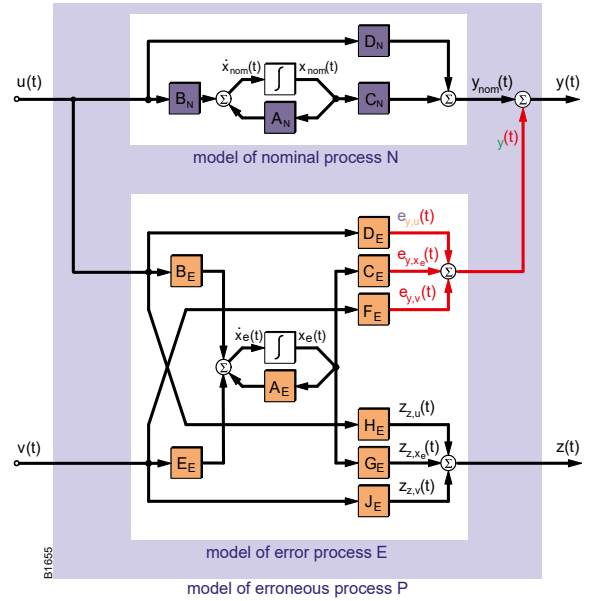 u(t)
D_N
ẋ_nom(t) x_nom(t)
y_nom(t) y(t)
B_N Σ ∫ C_N Σ Σ
A_N
model of nominal process N
y(t)
e_y,u(t)
D_E
B_E C_E e_y,x_e(t) Σ
F_E e_y,v(t)
ẋ_e(t) x_e(t)
Σ ∫
A_E
H_E z_z,u(t)
v(t) z(t)
E_E G_E z_z,x_e(t) Σ
J_E z_z,v(t)
model of error process E
B1655
model of erroneous process P